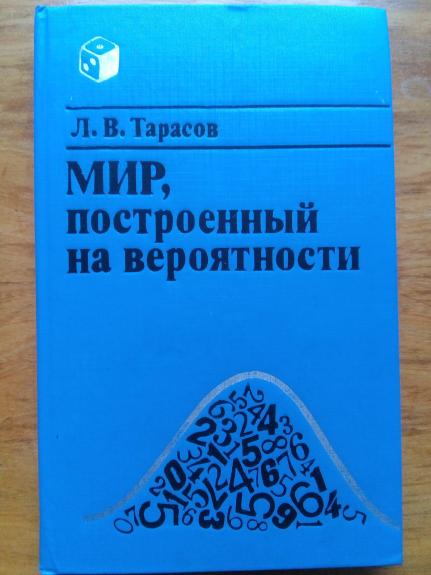 Л. В. Тарасов
МИР,
построенный
на вероятности